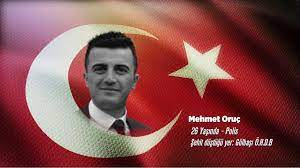 Mehmet Oruç
26 Yaşında - Polis
Şehit düştüğü yer: Gölbaşı Ö.H.D.B